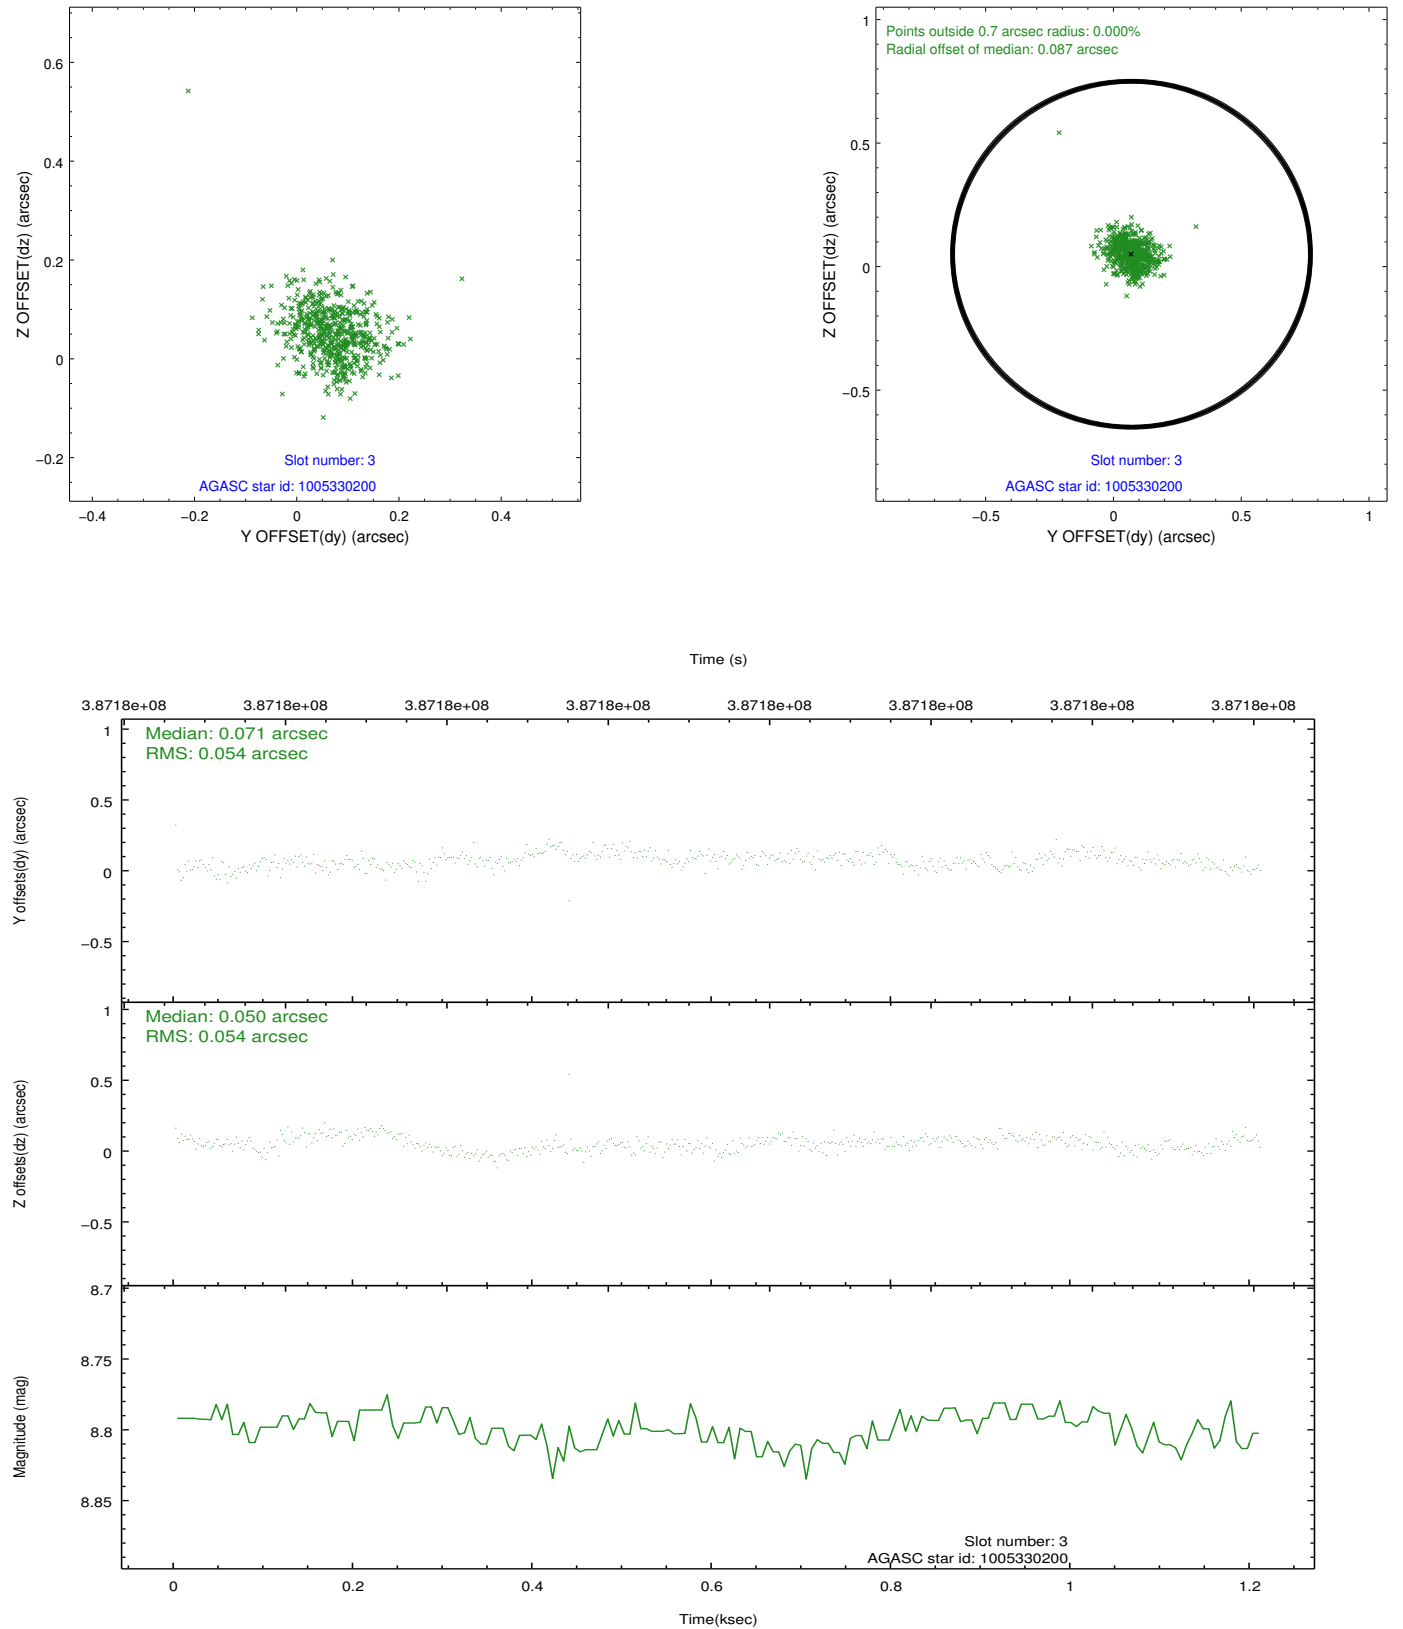 0.6
0.4
0.2
0
−0.2
Z OFFSET(dz) (arcsec)
Slot number: 3
AGASC star id: 1005330200
−0.4 −0.2 0 0.2 0.4
Y OFFSET(dy) (arcsec)
Points outside 0.7 arcsec radius: 0.000%
Radial offset of median: 0.087 arcsec
1
0.5
0
−0.5
Z OFFSET(dz) (arcsec)
Slot number: 3
AGASC star id: 1005330200
−0.5 0 0.5 1
Y OFFSET(dy) (arcsec)
Time (s)
3.8718e+08 3.8718e+08 3.8718e+08 3.8718e+08 3.8718e+08 3.8718e+08 3.8718e+08 3.8718e+08
Median: 0.071 arcsec
RMS: 0.054 arcsec
1
0.5
0
−0.5
Y offsets(dy) (arcsec)
Median: 0.050 arcsec
RMS: 0.054 arcsec
1
0.5
0
−0.5
Z offsets(dz) (arcsec)
8.7
8.75
8.8
8.85
Magnitude (mag)
Slot number: 3
AGASC star id: 1005330200
0 0.2 0.4 0.6 0.8 1 1.2
Time(ksec)